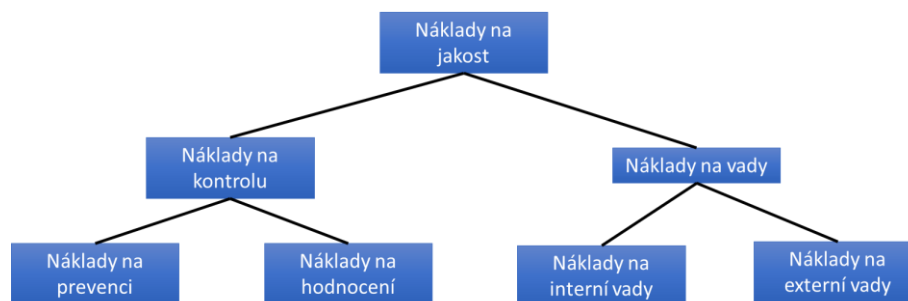 Náklady na
jakost
Náklady na
kontrolu
Náklady na vady
Náklady na
prevenci
Náklady na
hodnocení
Náklady na
interní vady
Náklady na
externí vady